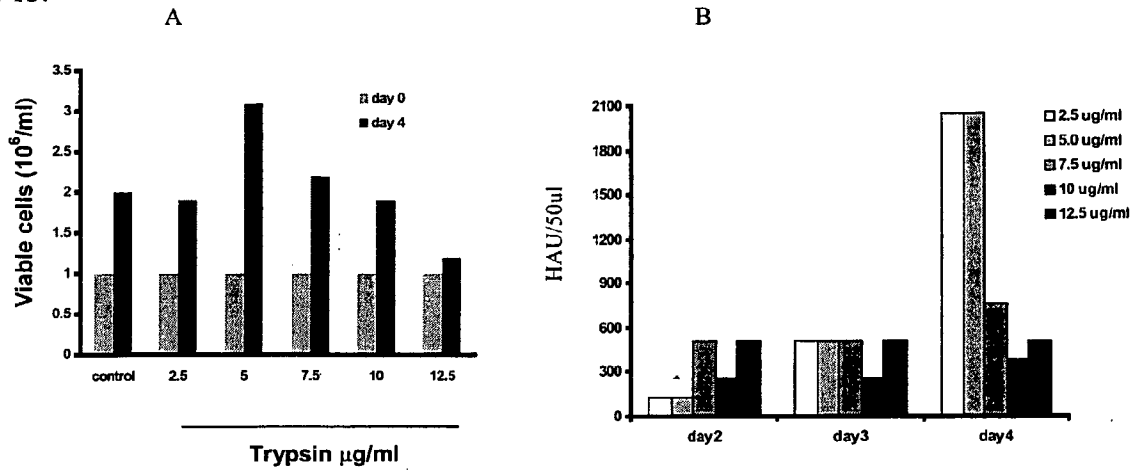 A
Viable cells (10⁶/ml)
3.5
3
2.5
2
1.5
1
0.5
0
day 0
day 4
control 2.5 5 7.5 10 12.5
Trypsin µg/ml
B
HAU/50ul
2100
1800
1500
1200
900
600
300
0
2.5 ug/ml
5.0 ug/ml
7.5 ug/ml
10 ug/ml
12.5 ug/ml
day2 day3 day4